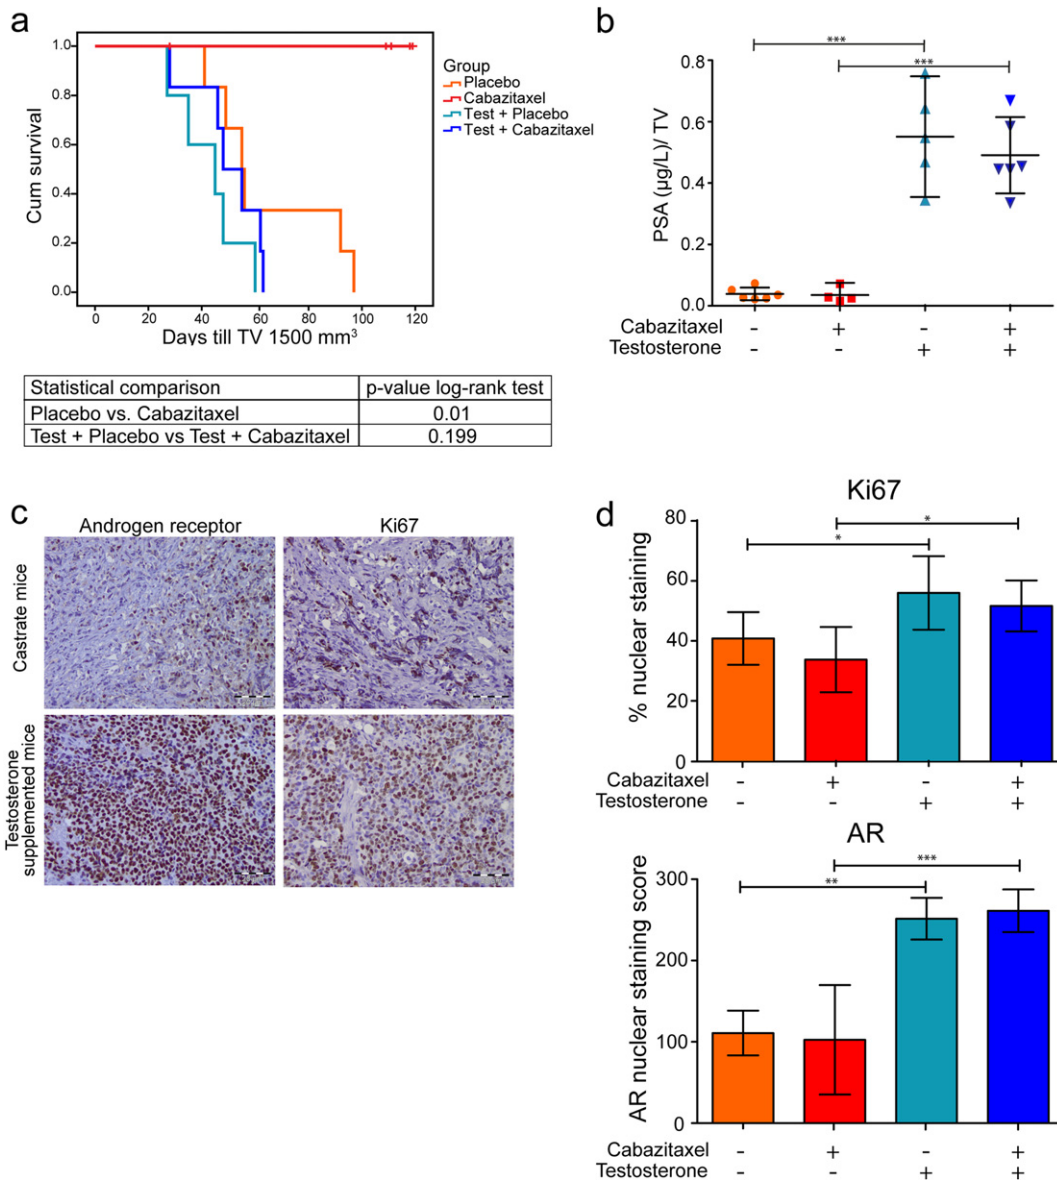 a
1.0
0.8
0.6
0.4
0.2
0.0
Cum survival
0 20 40 60 80 100 120
Days till TV 1500 mm³
Group
Placebo
Cabazitaxel
Test + Placebo
Test + Cabazitaxel
Statistical comparison p-value log-rank test
Placebo vs. Cabazitaxel 0.01
Test + Placebo vs Test + Cabazitaxel 0.199
b
***
***
0.8
0.6
0.4
0.2
0.0
PSA (µg/L)/ TV
Cabazitaxel - + - +
Testosterone - - + +
c
Androgen receptor Ki67
Castrate mice
Testosterone
supplemented mice
d
Ki67
*
*
80
60
40
20
0
% nuclear staining
Cabazitaxel - + - +
Testosterone - - + +
AR
***
**
300
200
100
0
AR nuclear staining score
Cabazitaxel - + - +
Testosterone - - + +